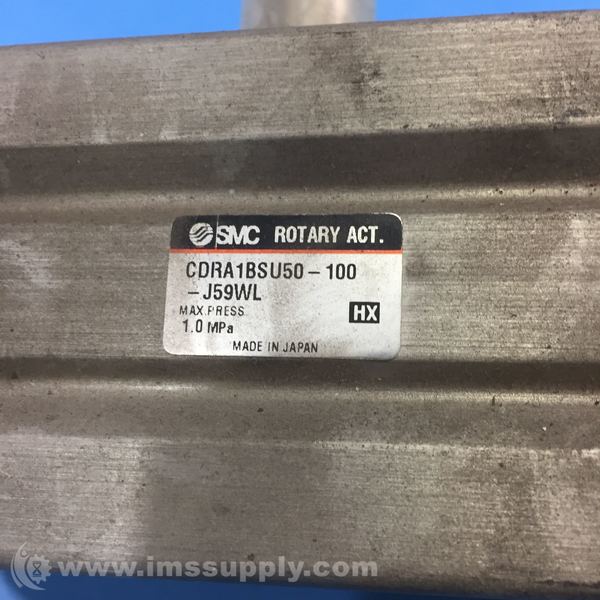 SMC ROTARY ACT.
CDRA1BSU50-100
-J59WL
MAX.PRESS
1.0 MPa
HX
MADE IN JAPAN
www.imssupply.com